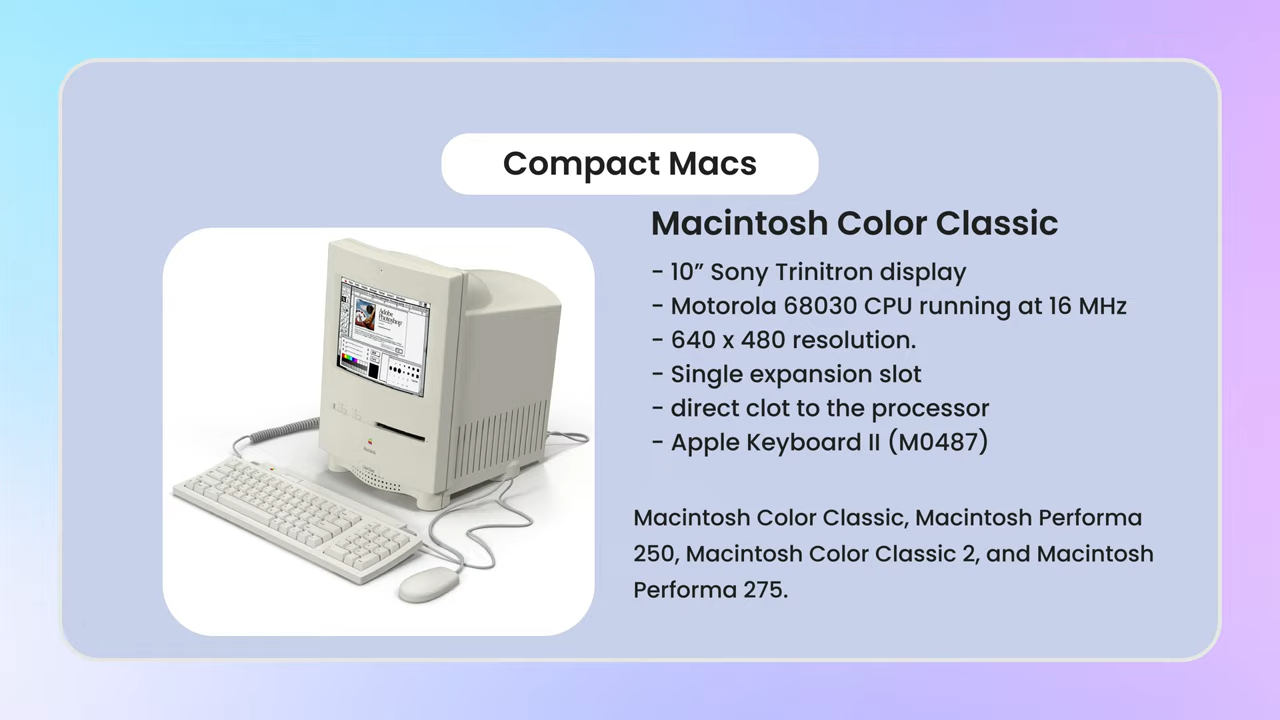 Compact Macs
Macintosh Color Classic
- 10” Sony Trinitron display
- Motorola 68030 CPU running at 16 MHz
- 640 x 480 resolution.
- Single expansion slot
- direct clot to the processor
- Apple Keyboard II (M0487)
Macintosh Color Classic, Macintosh Performa
250, Macintosh Color Classic 2, and Macintosh
Performa 275.
Adobe
Photoshop